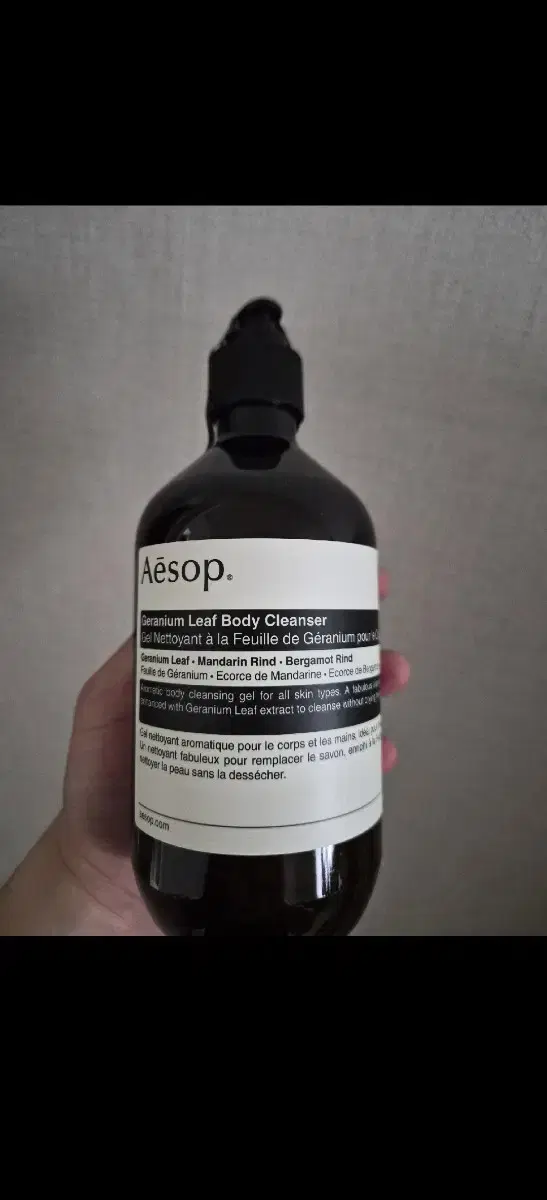 Aēsop®
Geranium Leaf Body Cleanser
Gel Nettoyant à la Feuille de Géranium pour le
Geranium Leaf • Mandarin Rind • Bergamot Rind
Feuille de Géranium • Ecorce de Mandarine • Ecorce de
Aromatic body cleansing gel for all skin types. A fabulous
enhanced with Geranium Leaf extract to cleanse without
Gel nettoyant aromatique pour le corps et les mains, idéal pour
Un nettoyant fabuleux pour remplacer le savon, enrichi à
nettoyer la peau sans la dessécher.
aesop.com